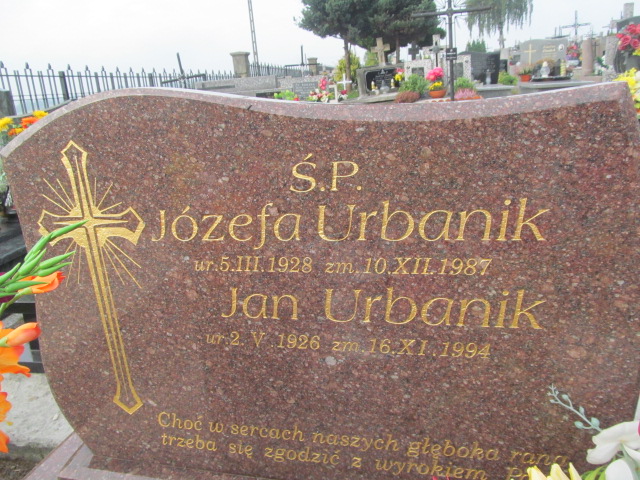 Ś.P.
Józefa Urbanik
ur.5.III.1928 zm.10.XII.1987
Jan Urbanik
ur.2.V.1926 zm.16.XI.1994
Choć w sercach naszych głęboka rana
trzeba się zgodzić z wyrokiem